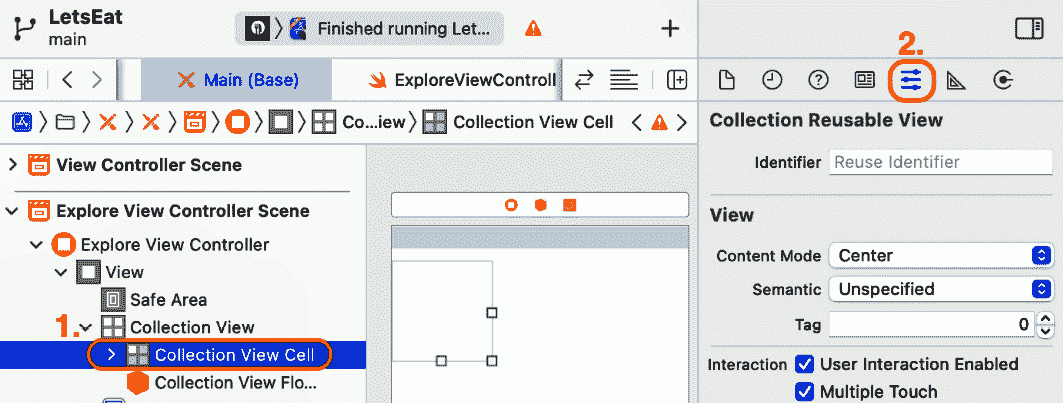 LetsEat
main
Finished running Let...
2.
Main (Base)
ExploreViewControll
Co...iew
Collection View Cell
View Controller Scene
Explore View Controller Scene
Explore View Controller
View
Safe Area
1.
Collection View
Collection View Cell
Collection View Flo...
Collection Reusable View
Identifier
Reuse Identifier
View
Content Mode
Center
Semantic
Unspecified
Tag
0
Interaction
User Interaction Enabled
Multiple Touch